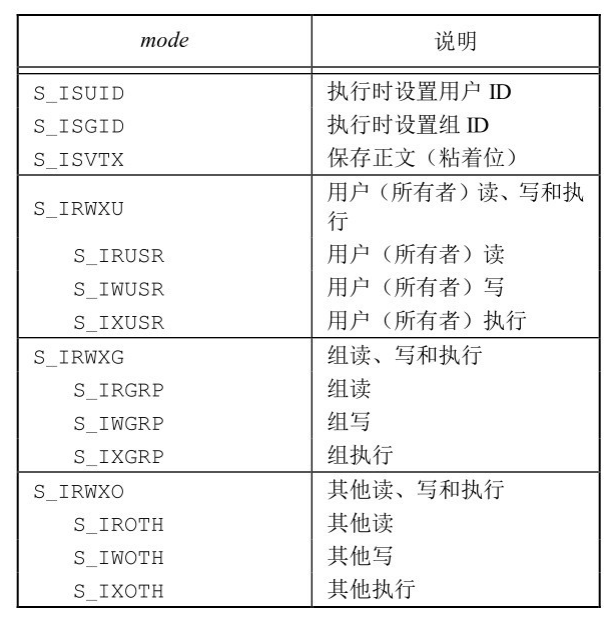 mode 说明
S_ISUID 执行时设置用户 ID
S_ISGID 执行时设置组 ID
S_ISVTX 保存正文（粘着位）
S_IRWXU 用户（所有者）读、写和执
行
S_IRUSR 用户（所有者）读
S_IWUSR 用户（所有者）写
S_IXUSR 用户（所有者）执行
S_IRWXG 组读、写和执行
S_IRGRP 组读
S_IWGRP 组写
S_IXGRP 组执行
S_IRWXO 其他读、写和执行
S_IROTH 其他读
S_IWOTH 其他写
S_IXOTH 其他执行